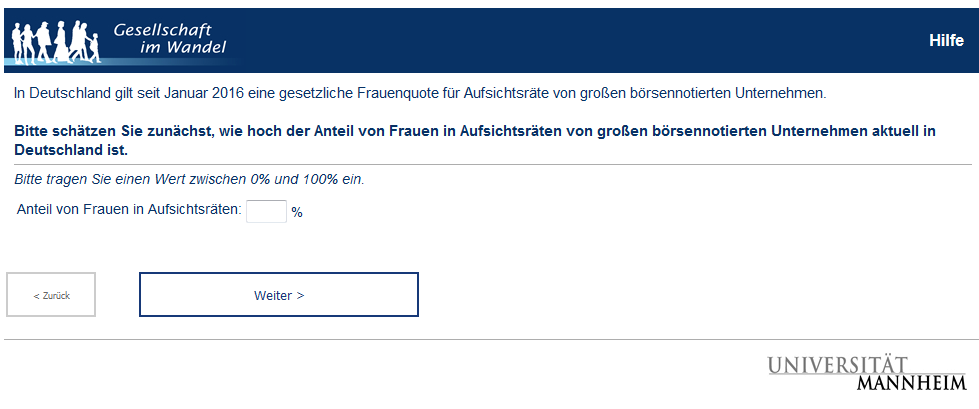 Gesellschaft
im Wandel
Hilfe
In Deutschland gilt seit Januar 2016 eine gesetzliche Frauenquote für Aufsichtsräte von großen börsennotierten Unternehmen.
Bitte schätzen Sie zunächst, wie hoch der Anteil von Frauen in Aufsichtsräten von großen börsennotierten Unternehmen aktuell in
Deutschland ist.
Bitte tragen Sie einen Wert zwischen 0% und 100% ein.
Anteil von Frauen in Aufsichtsräten: %
< Zurück
Weiter >
UNIVERSITÄT
MANNHEIM